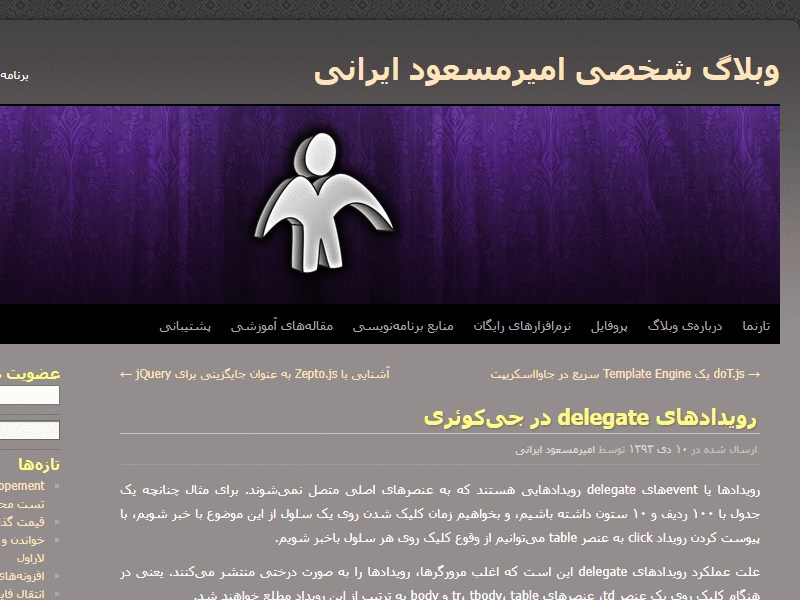 وبلاگ شخصی امیرمسعود ایرانی
برنامه
تارنما
درباره‌ی وبلاگ
پروفایل
نرم‌افزارهای رایگان
منابع برنامه‌نویسی
مقاله‌های آموزشی
پشتیبانی
→ doT.js یک Template Engine سریع در جاوااسکریپت
آشنایی با Zepto.js به عنوان جایگزینی برای jQuery ←
رویدادهای delegate در جی‌کوئری
ارسال شده در ۱۰ دی ۱۳۹۳ توسط امیرمسعود ایرانی
رویدادها یا eventهای delegate رویدادهایی هستند که به عنصرهای اصلی متصل نمی‌شوند. برای مثال چنانچه یک
جدول با ۱۰۰ ردیف و ۱۰ ستون داشته باشیم، و بخواهیم زمان کلیک شدن روی یک سلول از این موضوع با خبر شویم، با
پیوست کردن رویداد click به عنصر table می‌توانیم از وقوع کلیک روی هر سلول باخبر شویم.
علت عملکرد رویدادهای delegate این است که اغلب مرورگرها، رویدادها را به صورت درختی منتشر می‌کنند. یعنی در
هنگام کلیک روی یک عنصر td، عنصرهای tr، tbody، table و body به ترتیب از این رویداد مطلع خواهند شد.
عضویت
تازه‌ها
تست
قیمت
خواندن و
لاراول
افزونه‌های
انتقال